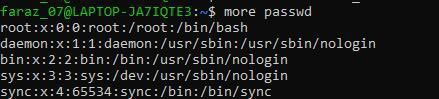 faraz_07@LAPTOP-JA7IQTE3:~$ more passwd
root:x:0:0:root:/root:/bin/bash
daemon:x:1:1:daemon:/usr/sbin:/usr/sbin/nologin
bin:x:2:2:bin:/bin:/usr/sbin/nologin
sys:x:3:3:sys:/dev:/usr/sbin/nologin
sync:x:4:65534:sync:/bin:/bin/sync